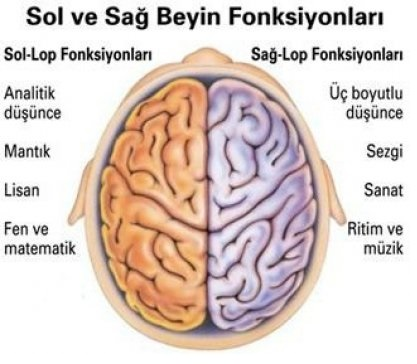 Sol ve Sağ Beyin Fonksiyonları
Sol-Lop Fonksiyonları
Analitik
düşünce
Mantık
Lisan
Fen ve
matematik
Sağ-Lop Fonksiyonları
Üç boyutlu
düşünce
Sezgi
Sanat
Ritim ve
müzik